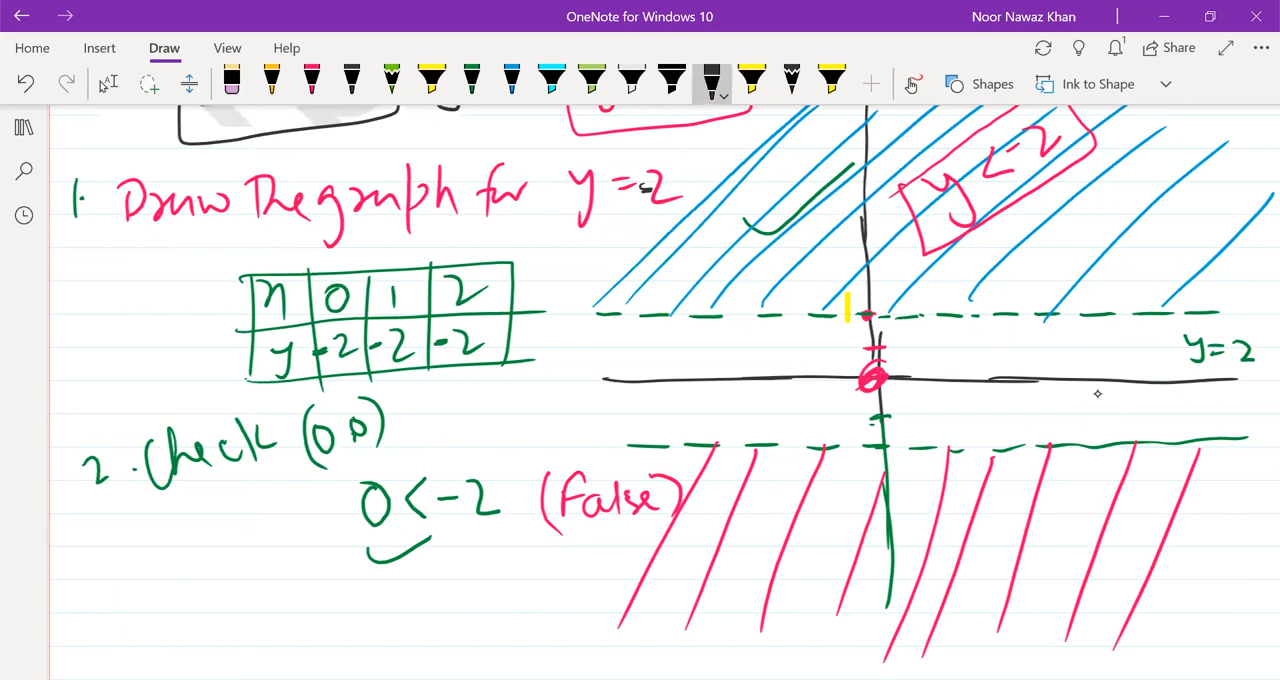 OneNote for Windows 10
Noor Nawaz Khan
Home Insert Draw View Help
1
Share
Shapes
Ink to Shape
1. Draw The graph for y = -2
x 0 1 2
y -2 -2 -2
2. Check (0 0)
0 < -2 (False)
y < -2
y = 2